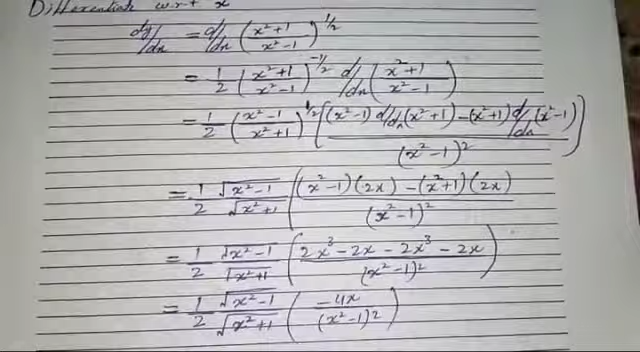 Differentiate w.r.t x
dy/dx = d/dx (x²+1 / x²-1)^1/2
= 1/2 (x²+1 / x²-1)^-1/2 d/dx (x²+1 / x²-1)
= 1/2 (x²-1 / x²+1)^1/2 [(x²-1) d/dx (x²+1) - (x²+1) d/dx (x²-1) / (x²-1)²]
= 1/2 √x²-1 / √x²+1 ((x²-1)(2x) - (x²+1)(2x) / (x²-1)²)
= 1/2 √x²-1 / √x²+1 (2x³-2x-2x³-2x / (x²-1)²)
= 1/2 √x²-1 / √x²+1 (-4x / (x²-1)²)